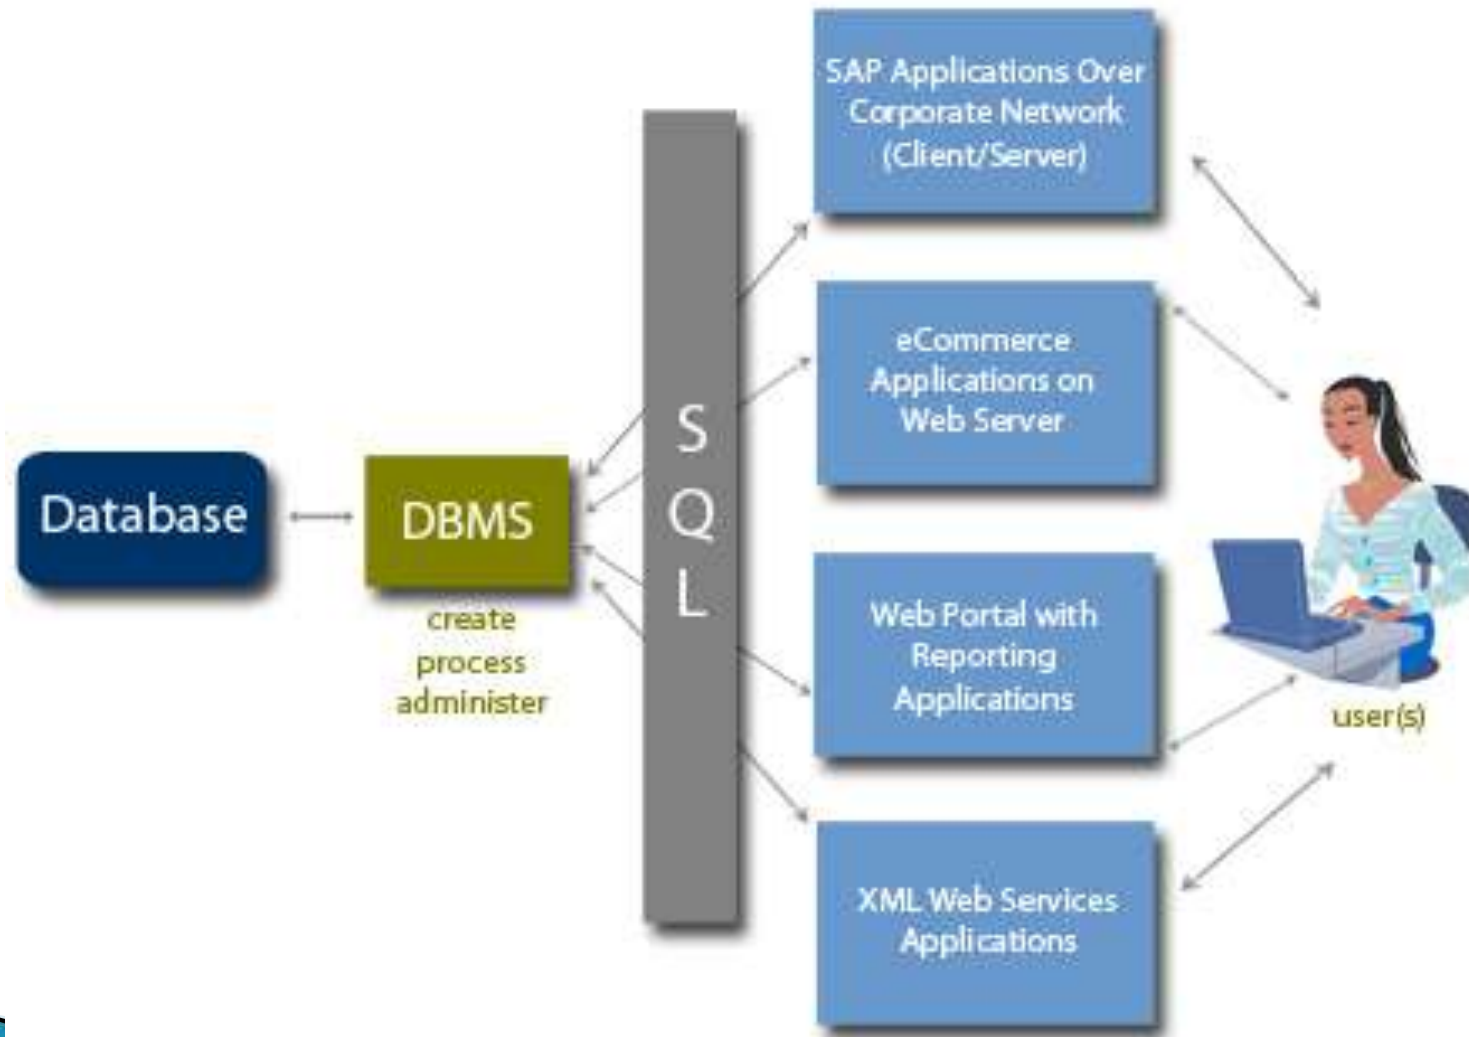 Database
DBMS
create
process
administer
S
Q
L
SAP Applications Over
Corporate Network
(Client/Server)
eCommerce
Applications on
Web Server
Web Portal with
Reporting
Applications
XML Web Services
Applications
user(s)